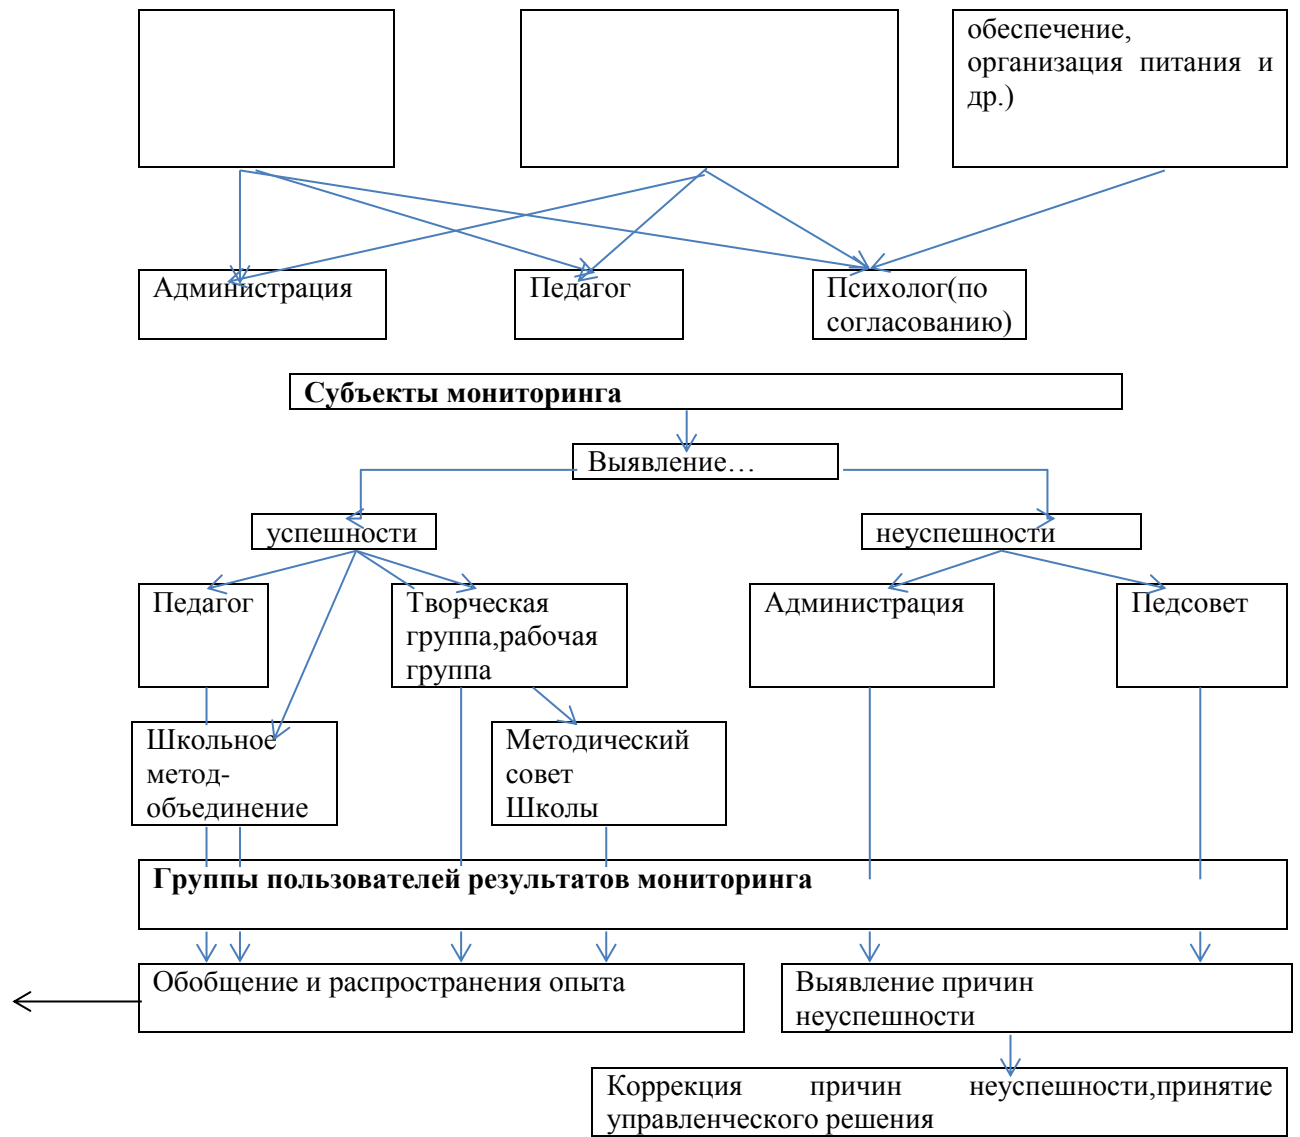 обеспечение,
организация питания и
др.)
Администрация
Педагог
Психолог(по
согласованию)
Субъекты мониторинга
Выявление…
успешности
неуспешности
Педагог
Творческая
группа,рабочая
группа
Администрация
Педсовет
Школьное
метод-
объединение
Методический
совет
Школы
Группы пользователей результатов мониторинга
Обобщение и распространения опыта
Выявление причин
неуспешности
Коррекция причин неуспешности,принятие
управленческого решения